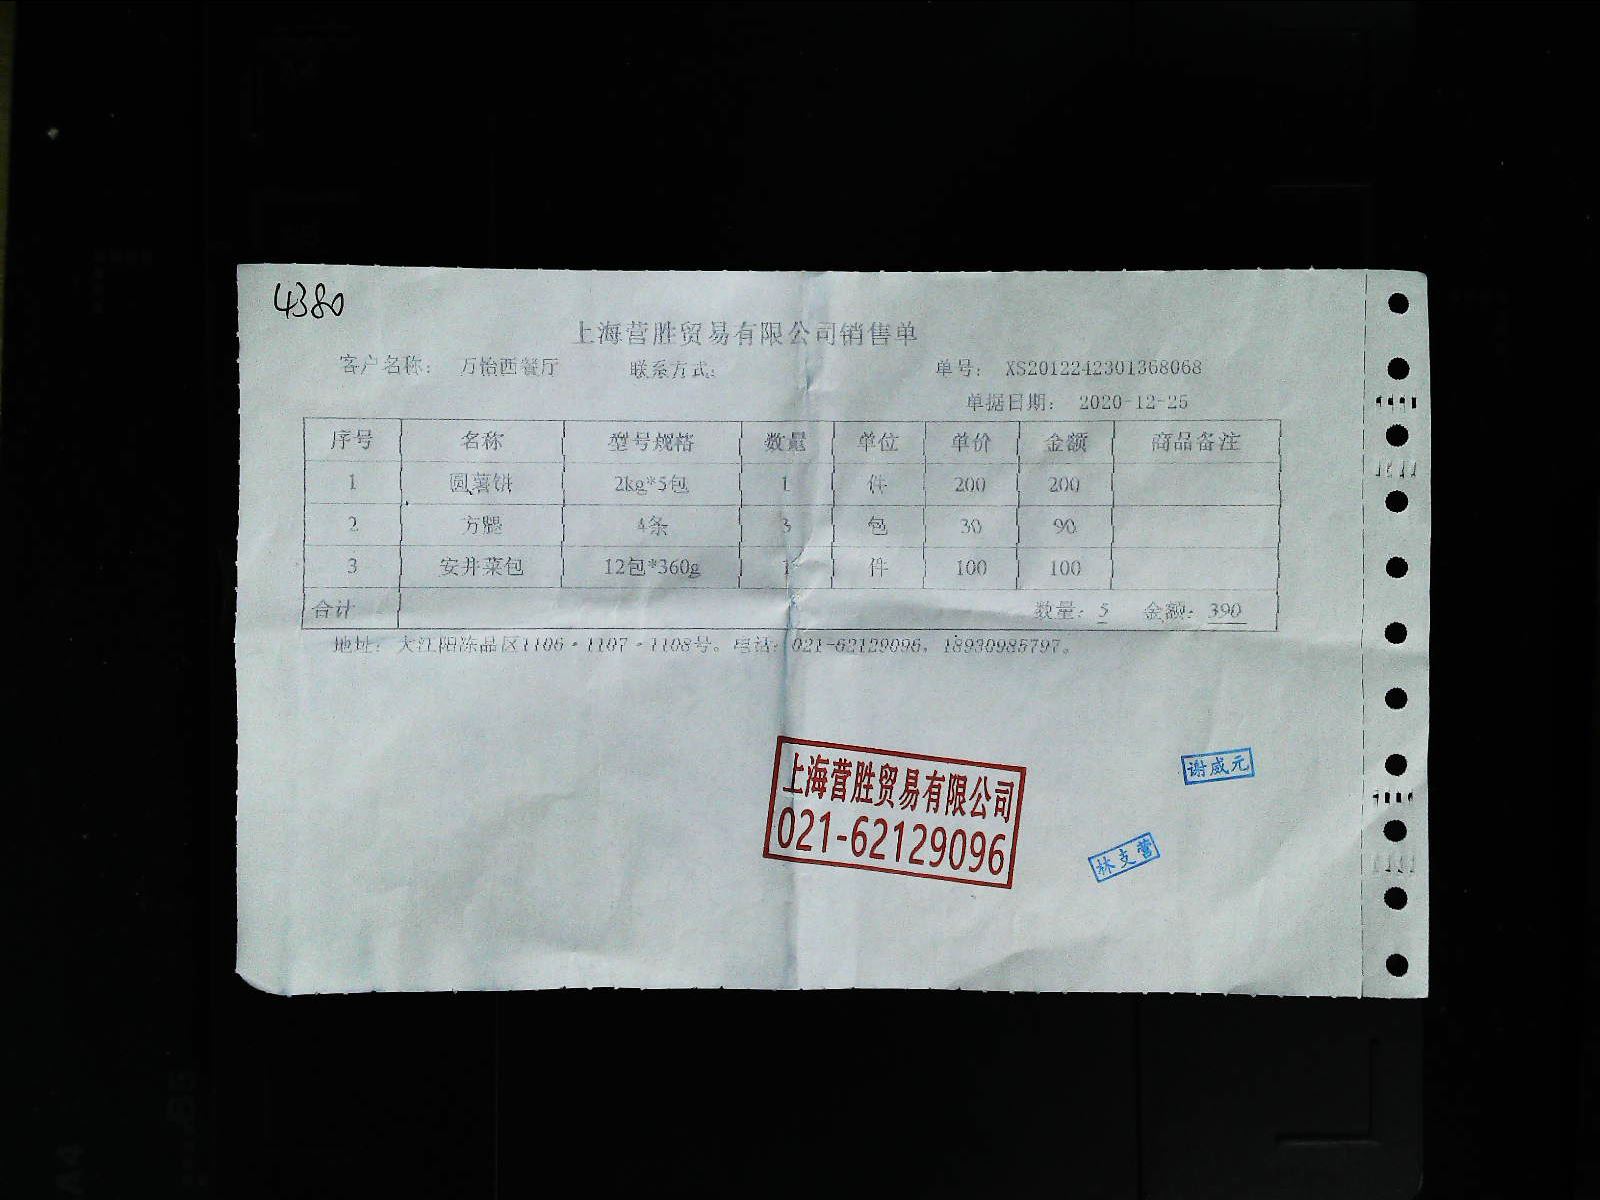 4380
上海营胜贸易有限公司销售单
客户名称: 万怡西餐厅 联系方式: 单号: XS2012242301368068
单据日期: 2020-12-25
序号 名称 型号规格 数量 单位 单价 金额 商品备注
1 圆薯饼 2kg*5包 1 件 200 200
2 方腿 4条 3 包 30 90
3 安井菜包 12包*360g 1 件 100 100
合计 数量: 5 金额: 390
地址: 大江阳冻品区1106·1107·1108号。电话: 021-62129096, 18930985797。
上海营胜贸易有限公司
021-62129096
谢威元
林支营